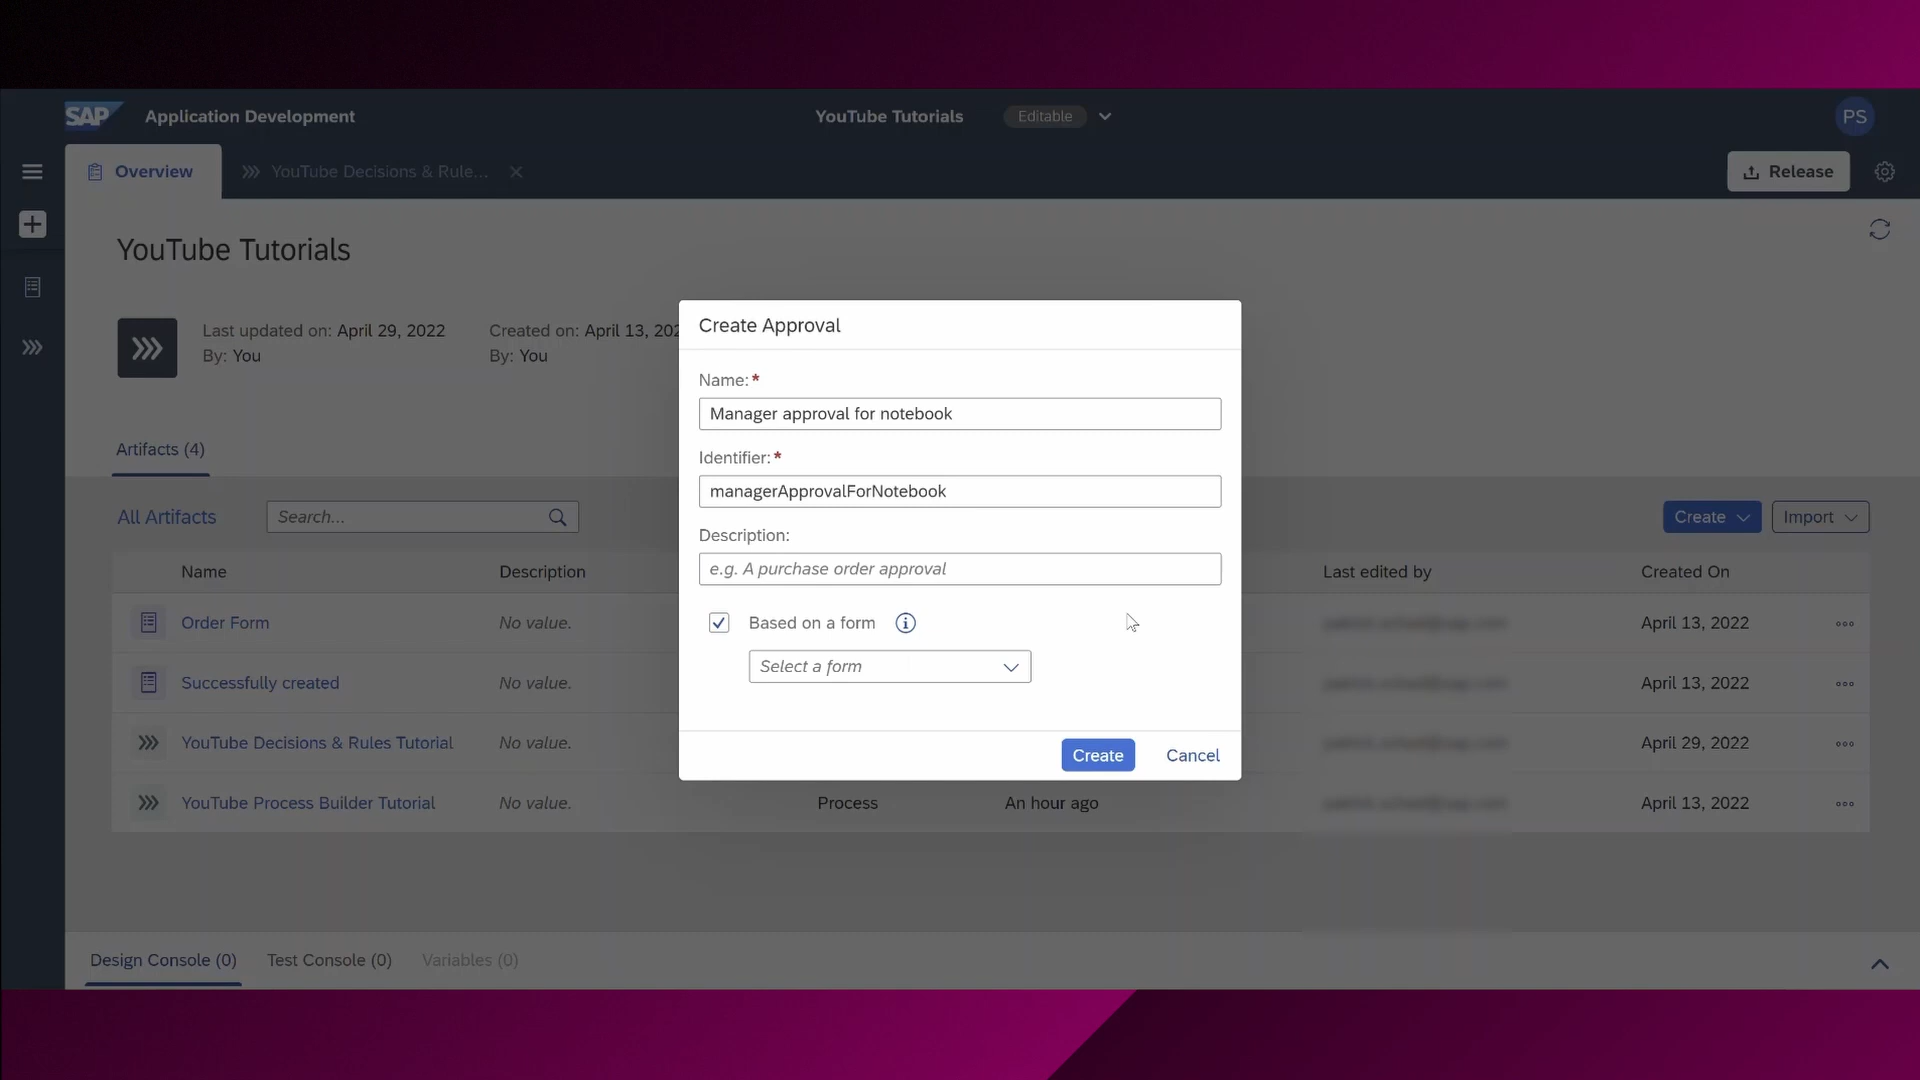 SAP Application Development YouTube Tutorials Editable PS
Overview YouTube Decisions & Rule... Release
YouTube Tutorials
Last updated on: April 29, 2022 Created on: April 13, 202
By: You By: You
Artifacts (4)
All Artifacts Search... Create Import
Name Description Last edited by Created On
Order Form No value. April 13, 2022
Successfully created No value. April 13, 2022
YouTube Decisions & Rules Tutorial No value. April 29, 2022
YouTube Process Builder Tutorial No value. Process An hour ago April 13, 2022
Create Approval
Name:*
Manager approval for notebook
Identifier:*
managerApprovalForNotebook
Description:
e.g. A purchase order approval
Based on a form
Select a form
Create Cancel
Design Console (0) Test Console (0) Variables (0)